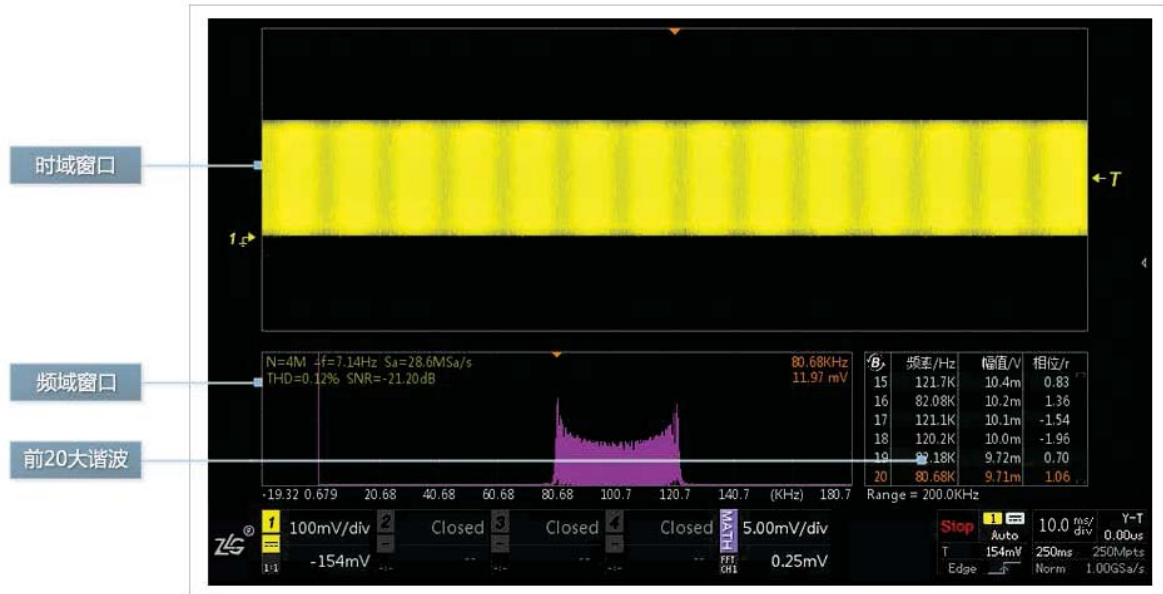 时域窗口
T
1
频域窗口
N=4M -f=7.14Hz Sa=28.6MSa/s
THD=0.12% SNR=-21.20dB
80.68KHz
11.97 mV
B 频率/Hz 幅值/V 相位/r
15 121.7K 10.4m 0.83
16 82.08K 10.2m 1.36
17 121.1K 10.1m -1.54
18 120.2K 10.0m -1.96
19 82.18K 9.72m 0.70
20 80.68K 9.71m 1.06
前20大谐波
-19.32 0.679 20.68 40.68 60.68 80.68 100.7 120.7 140.7 (KHz) 180.7
Range = 200.0KHz
ZLG®
1 100mV/div
1:1 -154mV
2 Closed
-- -:-
3 Closed
-- -:-
4 Closed
-- -:-
MATH 5.00mV/div
FFT CH1 0.25mV
Stop 1 Auto
T 154mV
Edge
10.0 ms/div Y-T 0.00us
250ms 250Mpts
Norm 1.00GSa/s